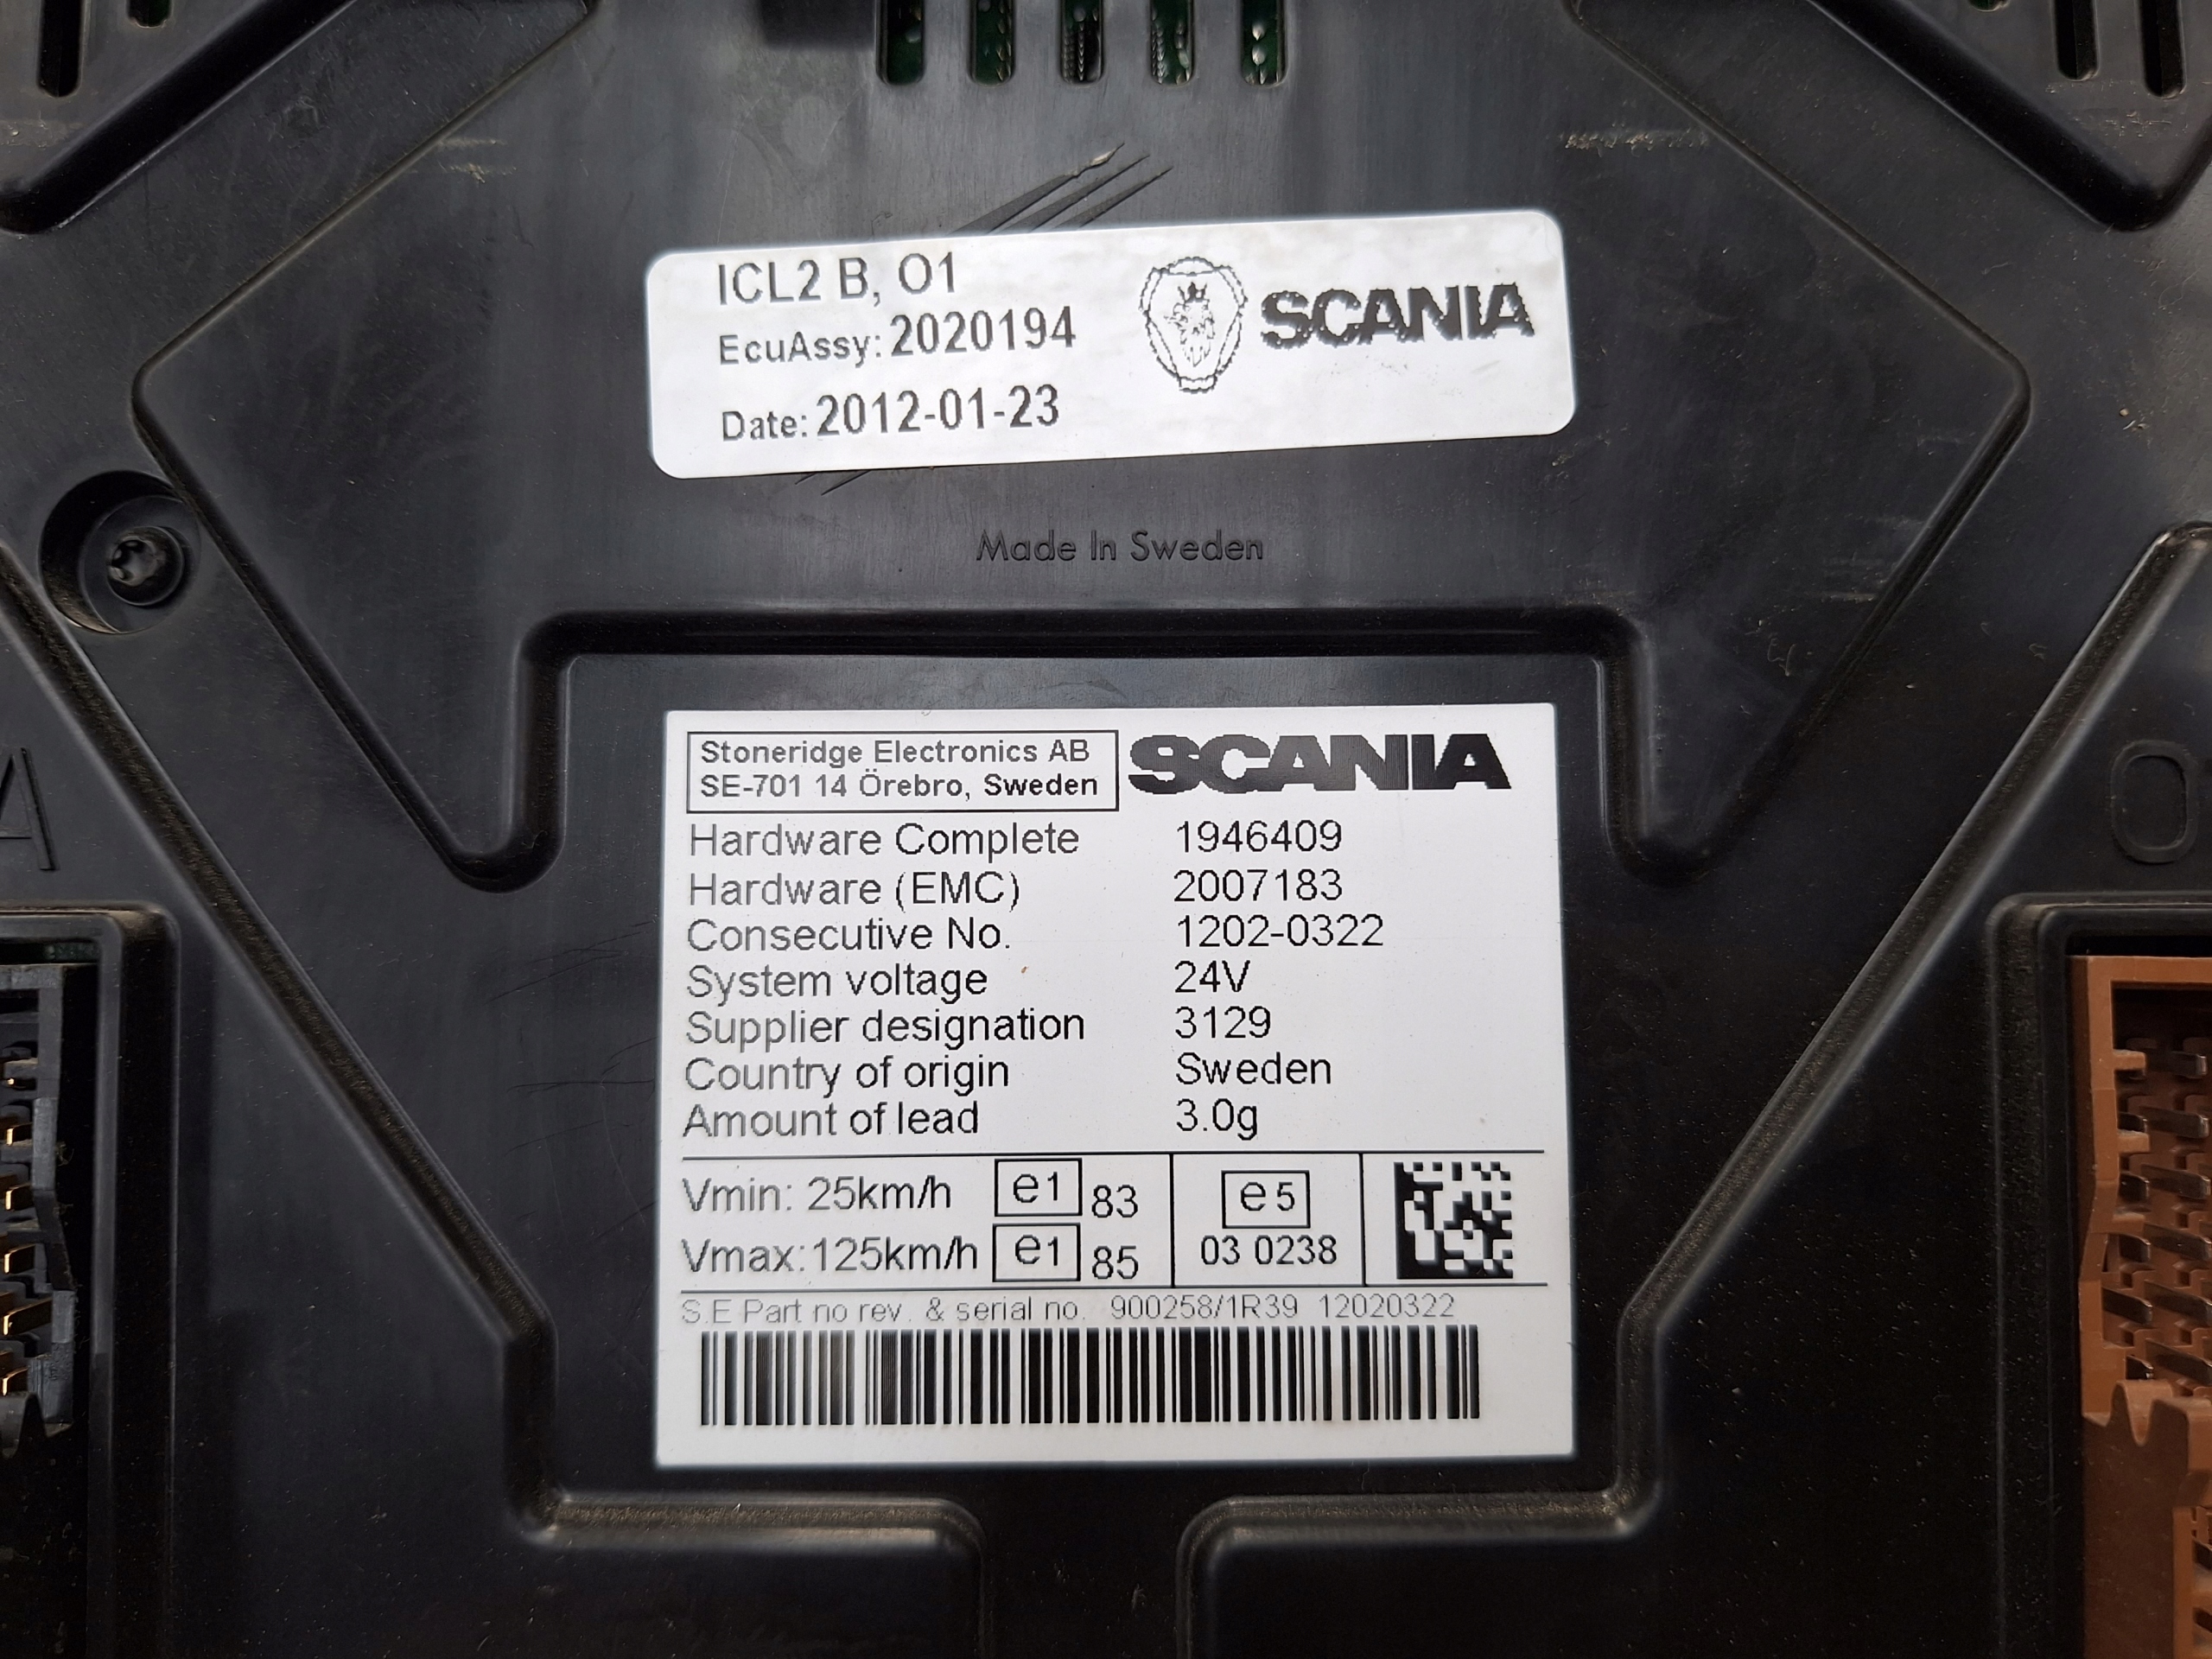 ICL2 B, O1
EcuAssy: 2020194
Date: 2012-01-23
SCANIA
Made In Sweden
Stoneridge Electronics AB
SE-701 14 Örebro, Sweden
SCANIA
Hardware Complete 1946409
Hardware (EMC) 2007183
Consecutive No. 1202-0322
System voltage 24V
Supplier designation 3129
Country of origin Sweden
Amount of lead 3.0g
Vmin: 25km/h e1 83
Vmax: 125km/h e1 85
e5
03 0238
S.E Part no rev. & serial no. 900258/1R39 12020322
A
O